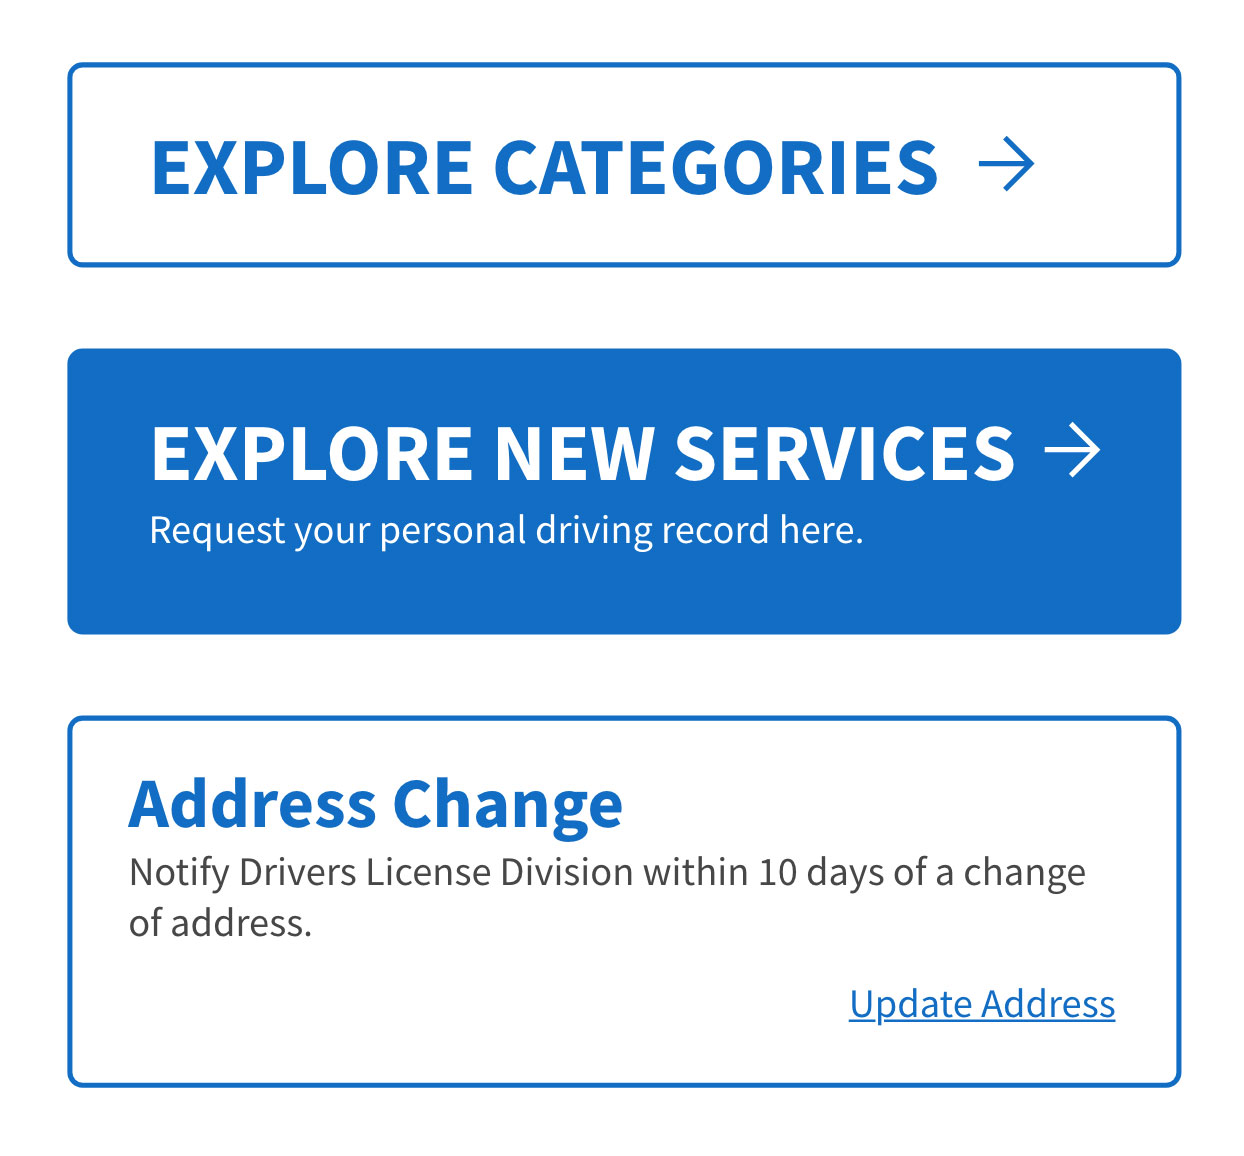 EXPLORE CATEGORIES →
EXPLORE NEW SERVICES →
Request your personal driving record here.
Address Change
Notify Drivers License Division within 10 days of a change
of address.
Update Address